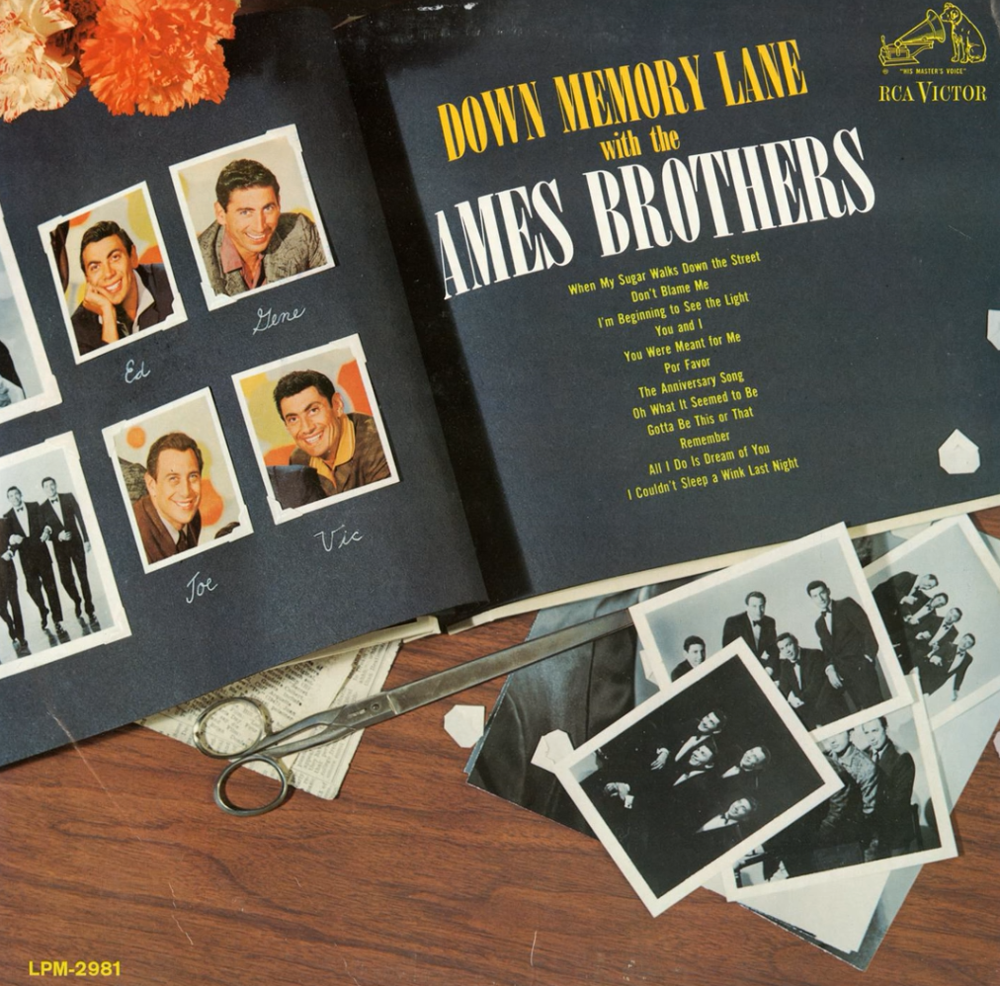 "HIS MASTER'S VOICE"
RCA VICTOR
DOWN MEMORY LANE
with the
AMES BROTHERS
When My Sugar Walks Down the Street
Don't Blame Me
I'm Beginning to See the Light
You and I
You Were Meant for Me
Por Favor
The Anniversary Song
Oh What It Seemed to Be
Gotta Be This or That
Remember
All I Do Is Dream of You
I Couldn't Sleep a Wink Last Night
Ed
Gene
Joe
Vic
LPM-2981